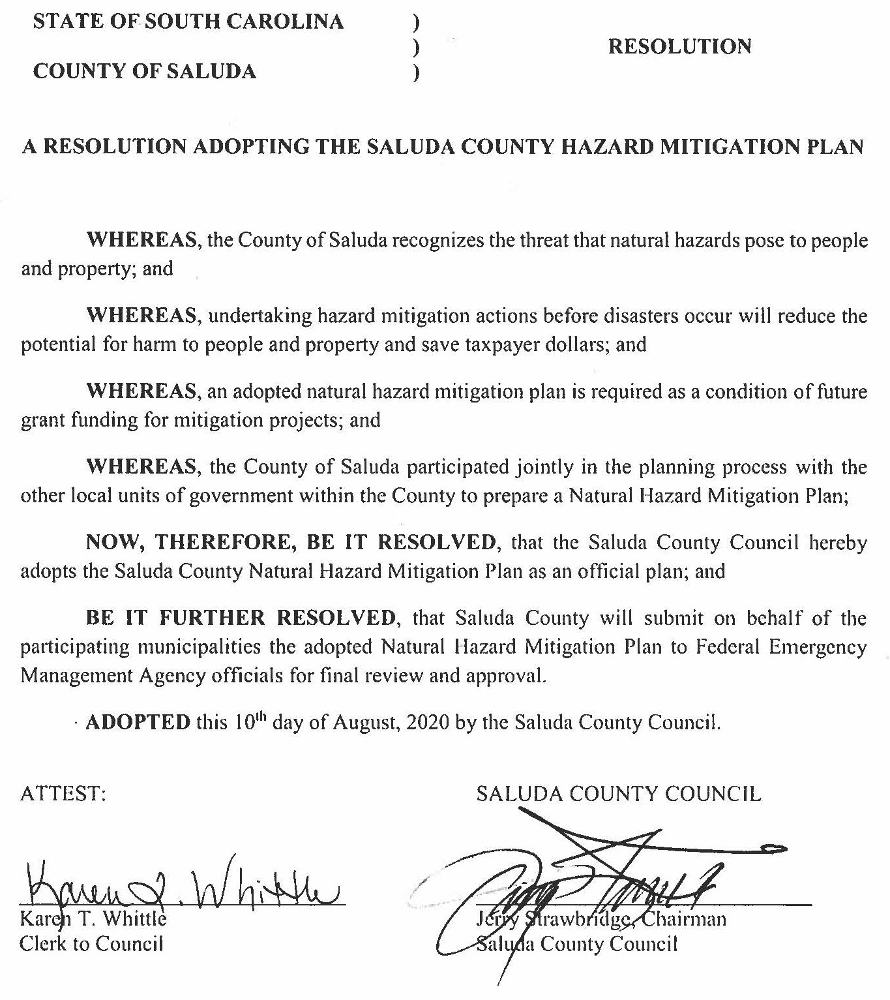 STATE OF SOUTH CAROLINA )
) RESOLUTION
COUNTY OF SALUDA )
A RESOLUTION ADOPTING THE SALUDA COUNTY HAZARD MITIGATION PLAN
WHEREAS, the County of Saluda recognizes the threat that natural hazards pose to people
and property; and
WHEREAS, undertaking hazard mitigation actions before disasters occur will reduce the
potential for harm to people and property and save taxpayer dollars; and
WHEREAS, an adopted natural hazard mitigation plan is required as a condition of future
grant funding for mitigation projects; and
WHEREAS, the County of Saluda participated jointly in the planning process with the
other local units of government within the County to prepare a Natural Hazard Mitigation Plan;
NOW, THEREFORE, BE IT RESOLVED, that the Saluda County Council hereby
adopts the Saluda County Natural Hazard Mitigation Plan as an official plan; and
BE IT FURTHER RESOLVED, that Saluda County will submit on behalf of the
participating municipalities the adopted Natural Hazard Mitigation Plan to Federal Emergency
Management Agency officials for final review and approval.
ADOPTED this 10th day of August, 2020 by the Saluda County Council.
ATTEST: SALUDA COUNTY COUNCIL
Karen T. Whittle
Karen T. Whittle Jerry Strawbridge, Chairman
Clerk to Council Saluda County Council